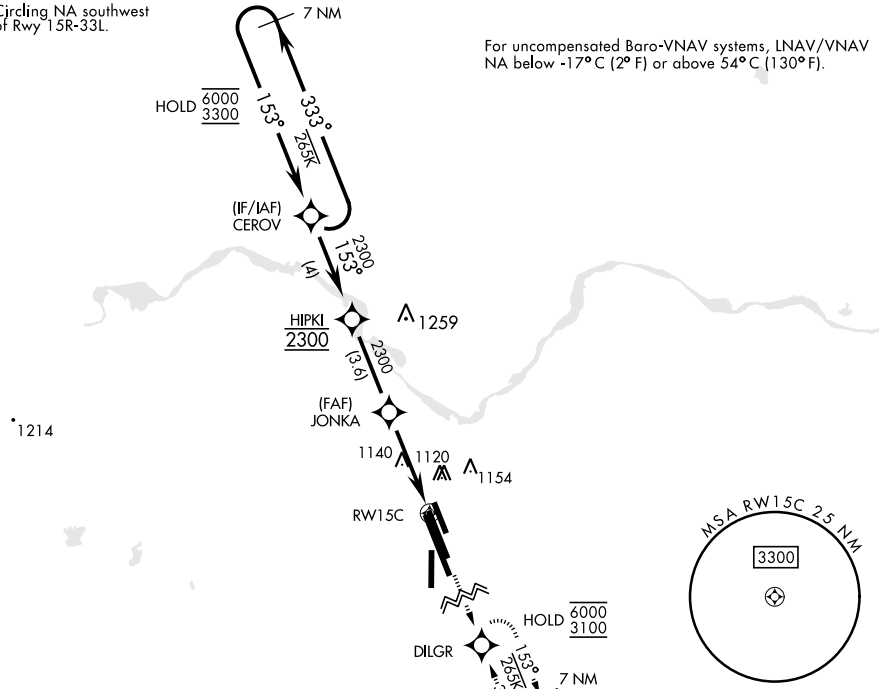 Circling NA southwest
of Rwy 15R-33L.
7 NM
For uncompensated Baro-VNAV systems, LNAV/VNAV
NA below -17°C (2°F) or above 54°C (130°F).
HOLD 6000
3300
153°
333°
265K
(IF/IAF)
CEROV
2300
153°
(4)
HIPKI
2300
1259
2300
(3.6)
(FAF)
JONKA
1214
1140
1120
1154
RW15C
MSA RW15C 25 NM
3300
HOLD 6000
3100
DILGR
153°
265K
7 NM